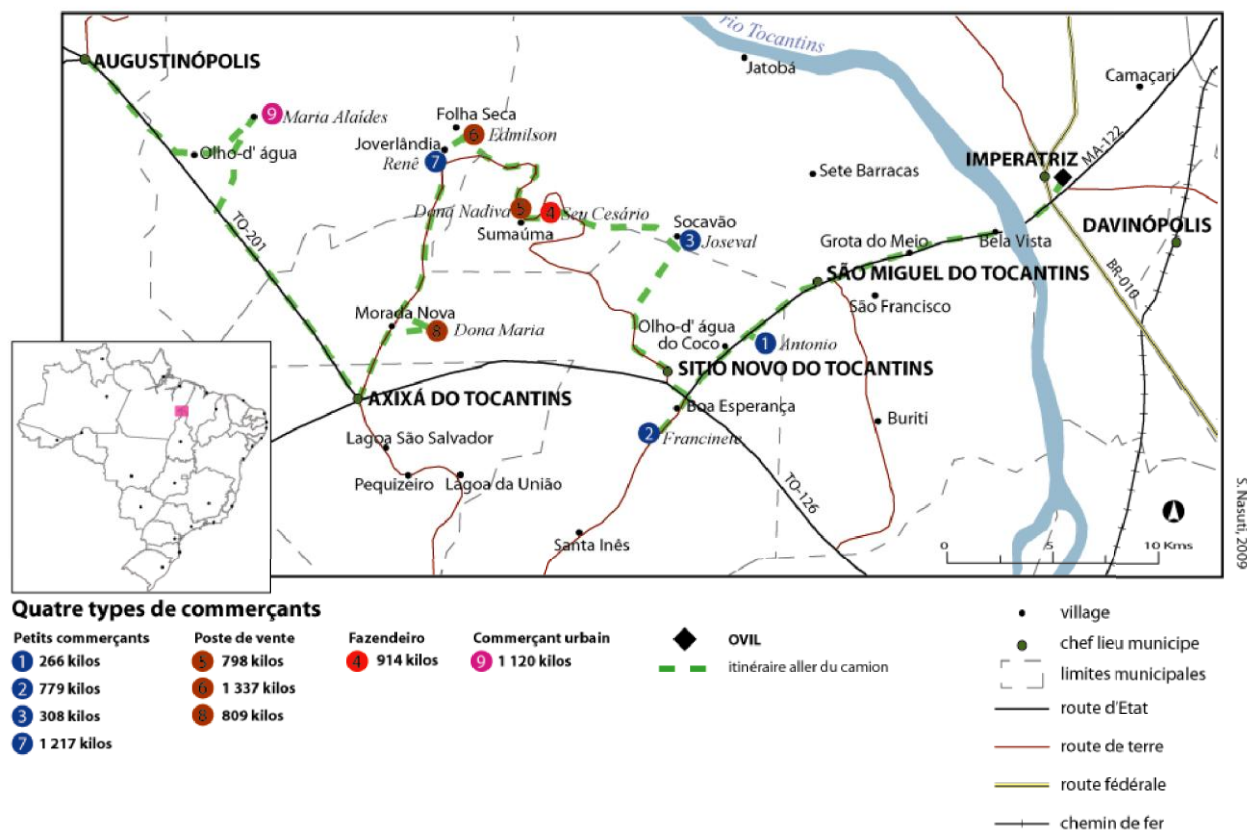 rio Tocantins
AUGUSTINÓPOLIS
Jatobá
Camaçari
9 Maria Alaídes
Folha Seca
6 Edmilson
Olho-d' água
Joverlândia
Renê 7
MA-122
IMPERATRIZ
Sete Barracas
Dona Nadiva 5
4 Seu Cesário
Sumaúma
Socavão
3 Joseval
DAVINÓPOLIS
TO-201
Grota do Meio
Bela Vista
SÃO MIGUEL DO TOCANTINS
BR-010
São Francisco
Morada Nova
8 Dona Maria
Olho-d' água
do Coco
1 Antonio
SITIO NOVO DO TOCANTINS
AXIXÁ DO TOCANTINS
Boa Esperança
Buriti
2 Francinete
Lagoa São Salvador
Pequizeiro
Lagoa da União
TO-126
Santa Inês
0 5 10 Kms
S. Nasuti, 2009
Quatre types de commerçants
Petits commerçants
1 266 kilos
2 779 kilos
3 308 kilos
7 1 217 kilos
Poste de vente
5 798 kilos
6 1 337 kilos
8 809 kilos
Fazendeiro
4 914 kilos
Commerçant urbain
9 1 120 kilos
OVIL
itinéraire aller du camion
village
chef lieu municipe
limites municipales
route d'Etat
route de terre
route fédérale
chemin de fer